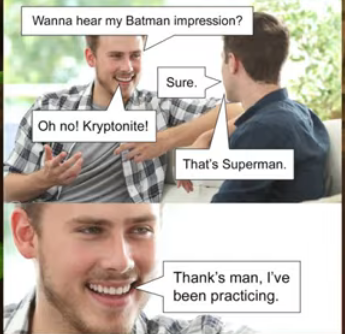 Wanna hear my Batman impression?
Sure.
Oh no! Kryptonite!
That's Superman.
Thank's man, I've
been practicing.